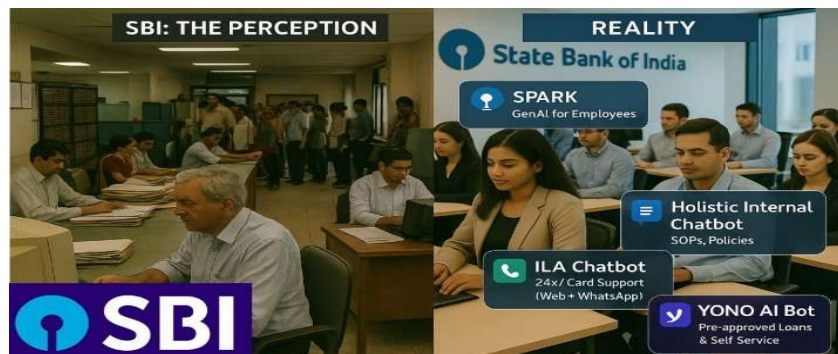 SBI: THE PERCEPTION
SBI
REALITY
State Bank of India
SPARK
GenAI for Employees
Holistic Internal
Chatbot
SOPs, Policies
ILA Chatbot
24x/ Card Support
(Web + WhatsApp)
YONO AI Bot
Pre-approved Loans
& Self Service